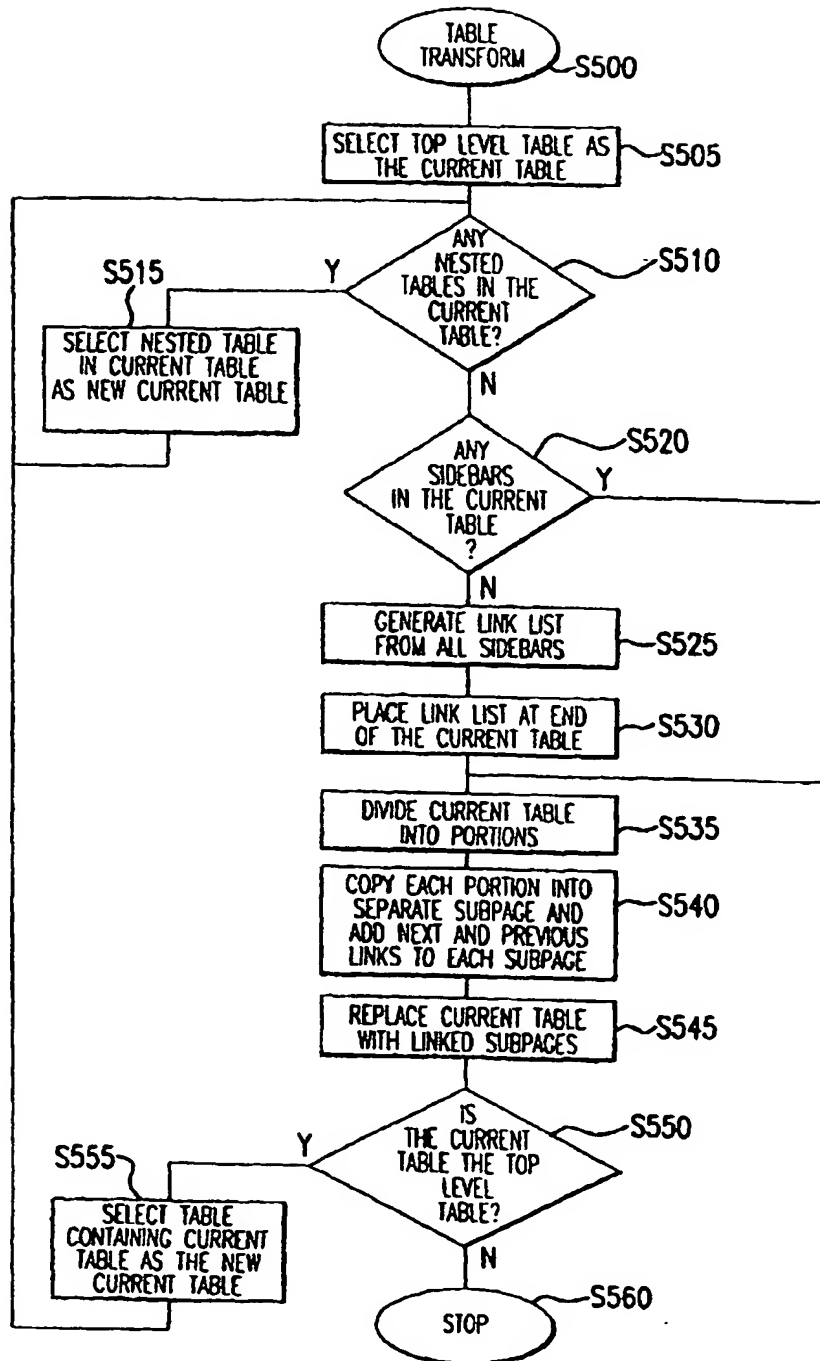 TABLE
TRANSFORM
S500
SELECT TOP LEVEL TABLE AS
THE CURRENT TABLE
S505
ANY
NESTED
TABLES IN THE
CURRENT
TABLE?
S510
Y
N
S515
SELECT NESTED TABLE
IN CURRENT TABLE
AS NEW CURRENT TABLE
ANY
SIDEBARS
IN THE CURRENT
TABLE
?
S520
Y
N
GENERATE LINK LIST
FROM ALL SIDEBARS
S525
PLACE LINK LIST AT END
OF THE CURRENT TABLE
S530
DIVIDE CURRENT TABLE
INTO PORTIONS
S535
COPY EACH PORTION INTO
SEPARATE SUBPAGE AND
ADD NEXT AND PREVIOUS
LINKS TO EACH SUBPAGE
S540
REPLACE CURRENT TABLE
WITH LINKED SUBPAGES
S545
IS
THE CURRENT
TABLE THE TOP
LEVEL
TABLE?
S550
Y
N
S555
SELECT TABLE
CONTAINING CURRENT
TABLE AS THE NEW
CURRENT TABLE
STOP
S560